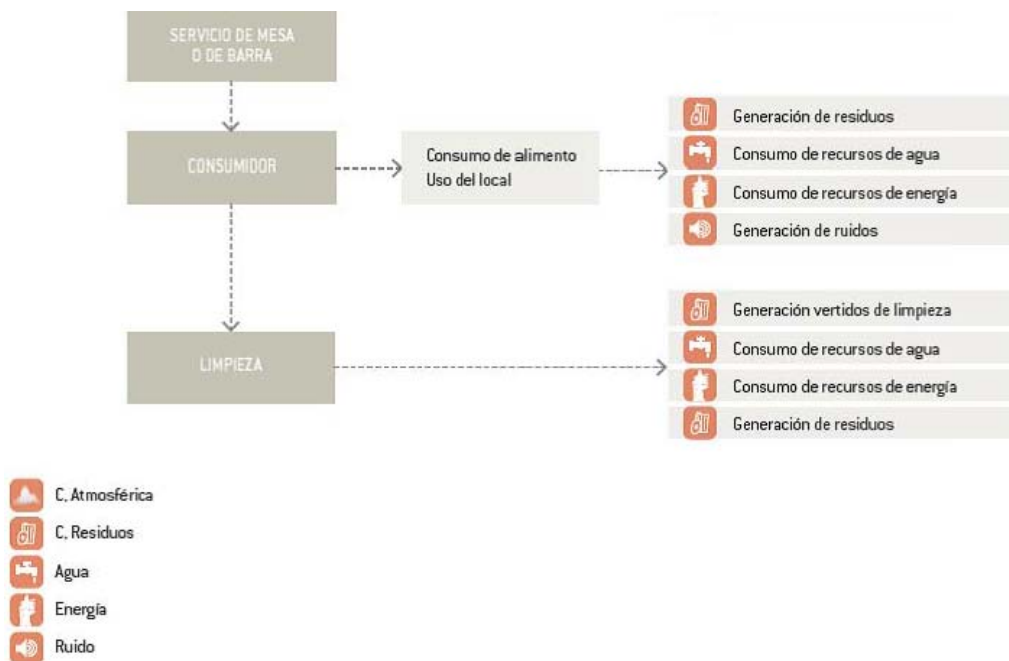 SERVICIO DE MESA
O DE BARRA
CONSUMIDOR
Consumo de alimento
Uso del local
Generación de residuos
Consumo de recursos de agua
Consumo de recursos de energía
Generación de ruidos
LIMPIEZA
Generación vertidos de limpieza
Consumo de recursos de agua
Consumo de recursos de energía
Generación de residuos
C, Atmosférica
C, Residuos
Agua
Energía
Ruido